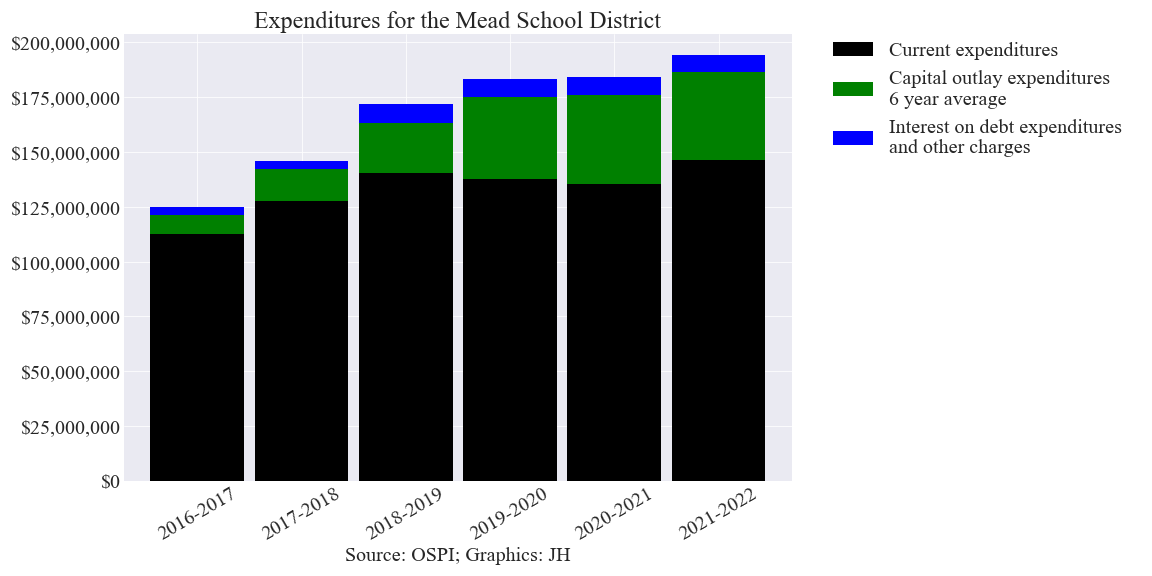 Expenditures for the Mead School District
$200,000,000
$175,000,000
$150,000,000
$125,000,000
$100,000,000
$75,000,000
$50,000,000
$25,000,000
$0
2016-2017
2017-2018
2018-2019
2019-2020
2020-2021
2021-2022
Source: OSPI; Graphics: JH
Current expenditures
Capital outlay expenditures
6 year average
Interest on debt expenditures
and other charges